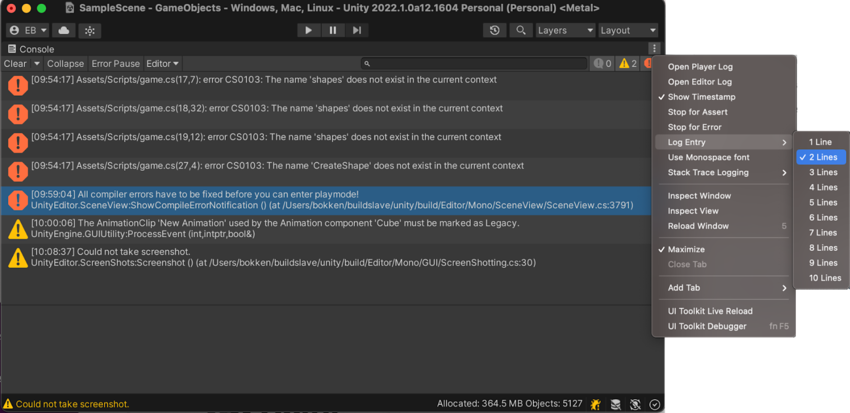 SampleScene - GameObjects - Windows, Mac, Linux - Unity 2022.1.0a12.1604 Personal (Personal) <Metal>
EB
Layers
Layout
Console
Clear
Collapse
Error Pause
Editor
0
2
[09:54:17] Assets/Scripts/game.cs(17,7): error CS0103: The name 'shapes' does not exist in the current context
[09:54:17] Assets/Scripts/game.cs(18,32): error CS0103: The name 'shapes' does not exist in the current context
[09:54:17] Assets/Scripts/game.cs(19,12): error CS0103: The name 'shapes' does not exist in the current context
[09:54:17] Assets/Scripts/game.cs(27,4): error CS0103: The name 'CreateShape' does not exist in the current context
[09:59:04] All compiler errors have to be fixed before you can enter playmode!
UnityEditor.SceneView:ShowCompileErrorNotification () (at /Users/bokken/buildslave/unity/build/Editor/Mono/SceneView/SceneView.cs:3791)
[10:00:06] The AnimationClip 'New Animation' used by the Animation component 'Cube' must be marked as Legacy.
UnityEngine.GUIUtility:ProcessEvent (int,intptr,bool&)
[10:08:37] Could not take screenshot.
UnityEditor.ScreenShots:Screenshot () (at /Users/bokken/buildslave/unity/build/Editor/Mono/GUI/ScreenShotting.cs:30)
Open Player Log
Open Editor Log
Show Timestamp
Stop for Assert
Stop for Error
Log Entry
Use Monospace font
Stack Trace Logging
Inspect Window
Inspect View
Reload Window 5
Maximize
Close Tab
Add Tab
UI Toolkit Live Reload
UI Toolkit Debugger fn F5
1 Line
2 Lines
3 Lines
4 Lines
5 Lines
6 Lines
7 Lines
8 Lines
9 Lines
10 Lines
Could not take screenshot.
Allocated: 364.5 MB Objects: 5127